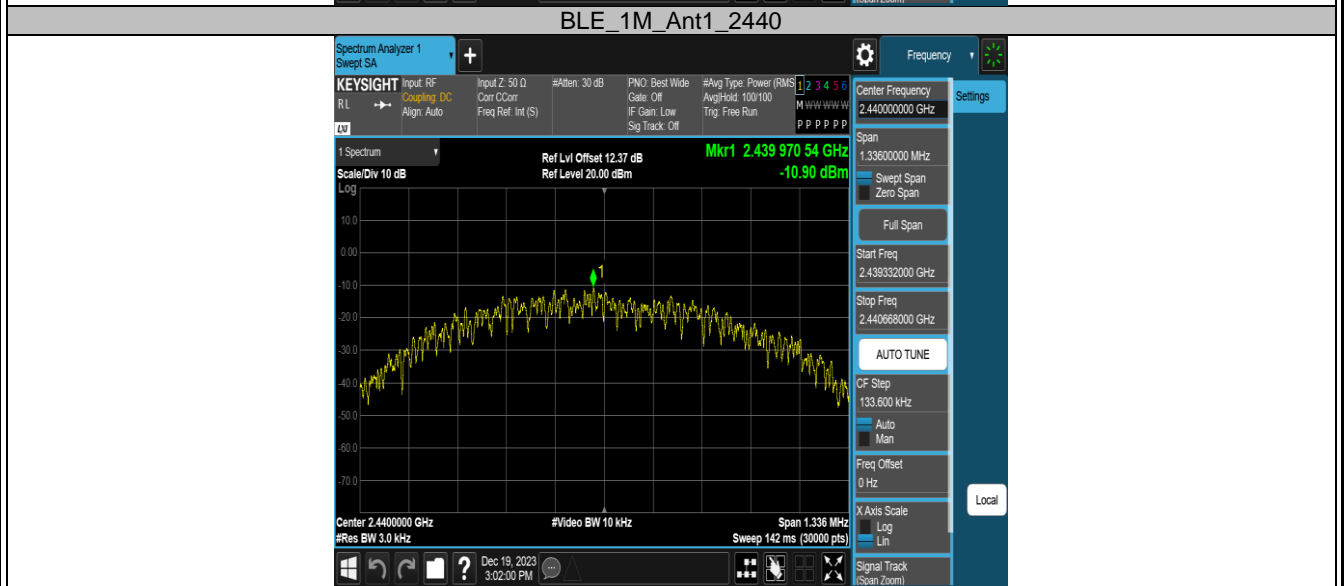 (Span Zoom)
BLE_1M_Ant1_2440
Spectrum Analyzer 1
Swept SA
+
Frequency
KEYSIGHT
R L
LXI
Input: RF
Coupling: DC
Align: Auto
Input Z: 50 Ω
Corr CCorr
Freq Ref: Int (S)
#Atten: 30 dB
PNO: Best Wide
Gate: Off
IF Gain: Low
Sig Track: Off
#Avg Type: Power (RMS
Avg|Hold: 100/100
Trig: Free Run
1 2 3 4 5 6
M W W W W W
P P P P P P
1 Spectrum
Scale/Div 10 dB
Ref Lvl Offset 12.37 dB
Ref Level 20.00 dBm
Mkr1 2.439 970 54 GHz
-10.90 dBm
Log
10.0
0.00
-10.0
-20.0
-30.0
-40.0
-50.0
-60.0
-70.0
1
Center 2.4400000 GHz
#Res BW 3.0 kHz
#Video BW 10 kHz
Span 1.336 MHz
Sweep 142 ms (30000 pts)
?
Dec 19, 2023
3:02:00 PM
Center Frequency
2.440000000 GHz
Span
1.33600000 MHz
Swept Span
Zero Span
Full Span
Start Freq
2.439332000 GHz
Stop Freq
2.440668000 GHz
AUTO TUNE
CF Step
133.600 kHz
Auto
Man
Freq Offset
0 Hz
X Axis Scale
Log
Lin
Signal Track
(Span Zoom)
Settings
Local